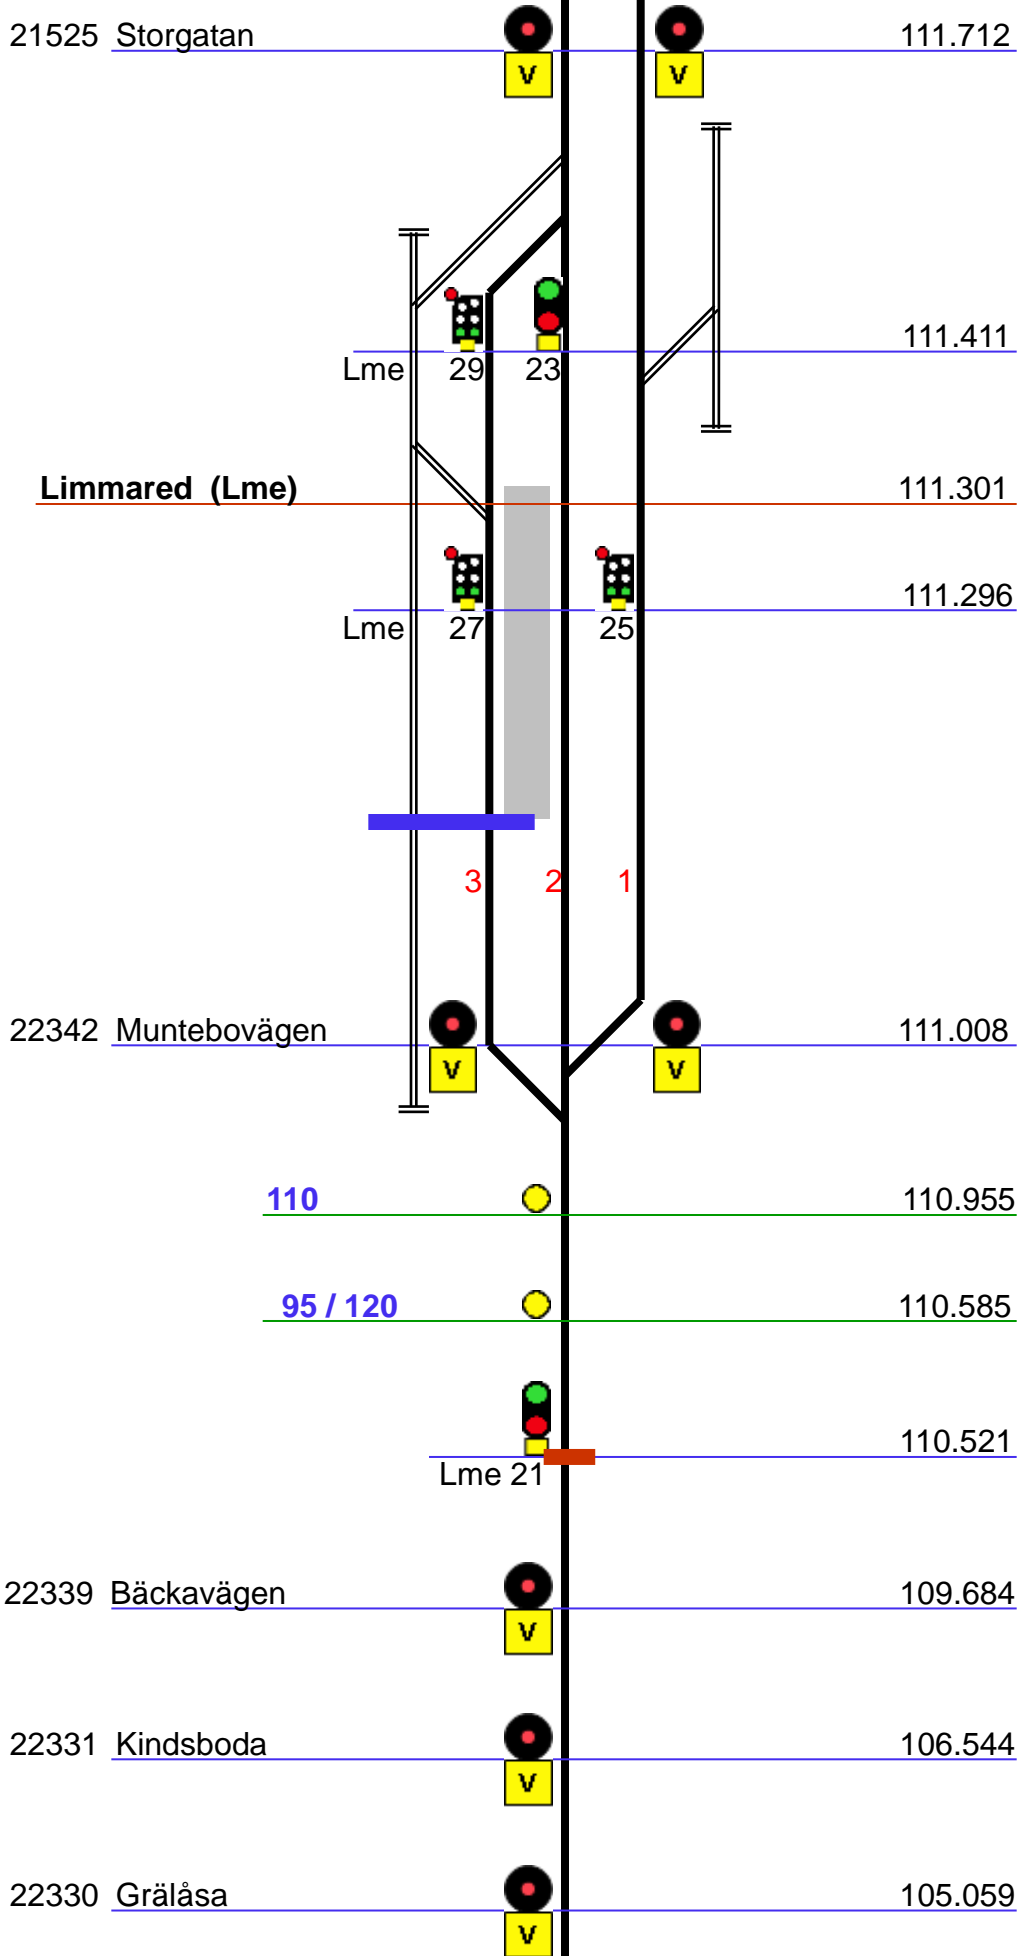 21525 Storgatan 111.712
V V
111.411
Lme 29 23
Limmared (Lme) 111.301
111.296
Lme 27 25
3 2 1
22342 Muntebovägen 111.008
V V
110 110.955
95 / 120 110.585
110.521
Lme 21
22339 Bäckavägen 109.684
V
22331 Kindsboda 106.544
V
22330 Grälåsa 105.059
V